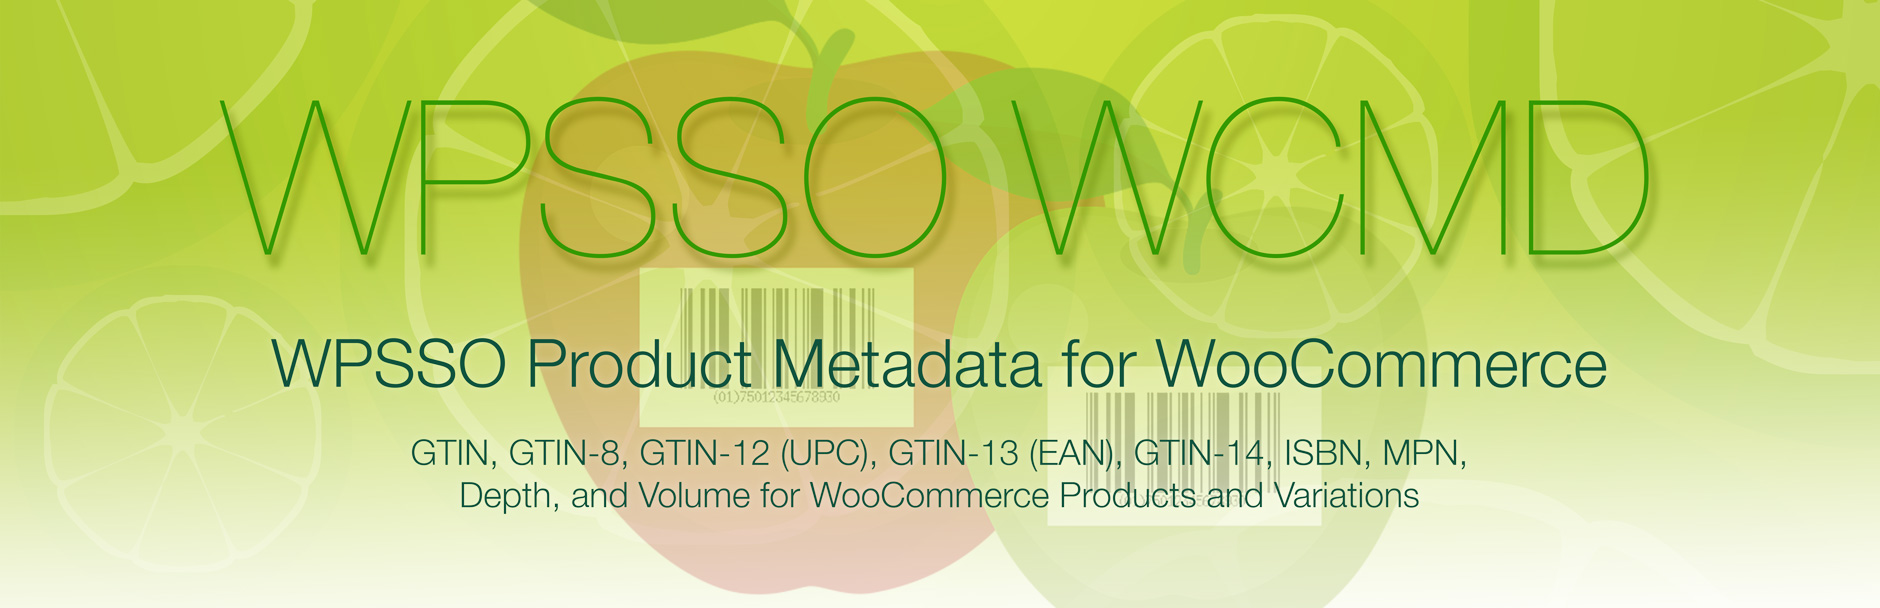 WPSSO WCMD
WPSSO Product Metadata for WooCommerce
(01)75012345678930
GTIN, GTIN-8, GTIN-12 (UPC), GTIN-13 (EAN), GTIN-14, ISBN, MPN,
Depth, and Volume for WooCommerce Products and Variations